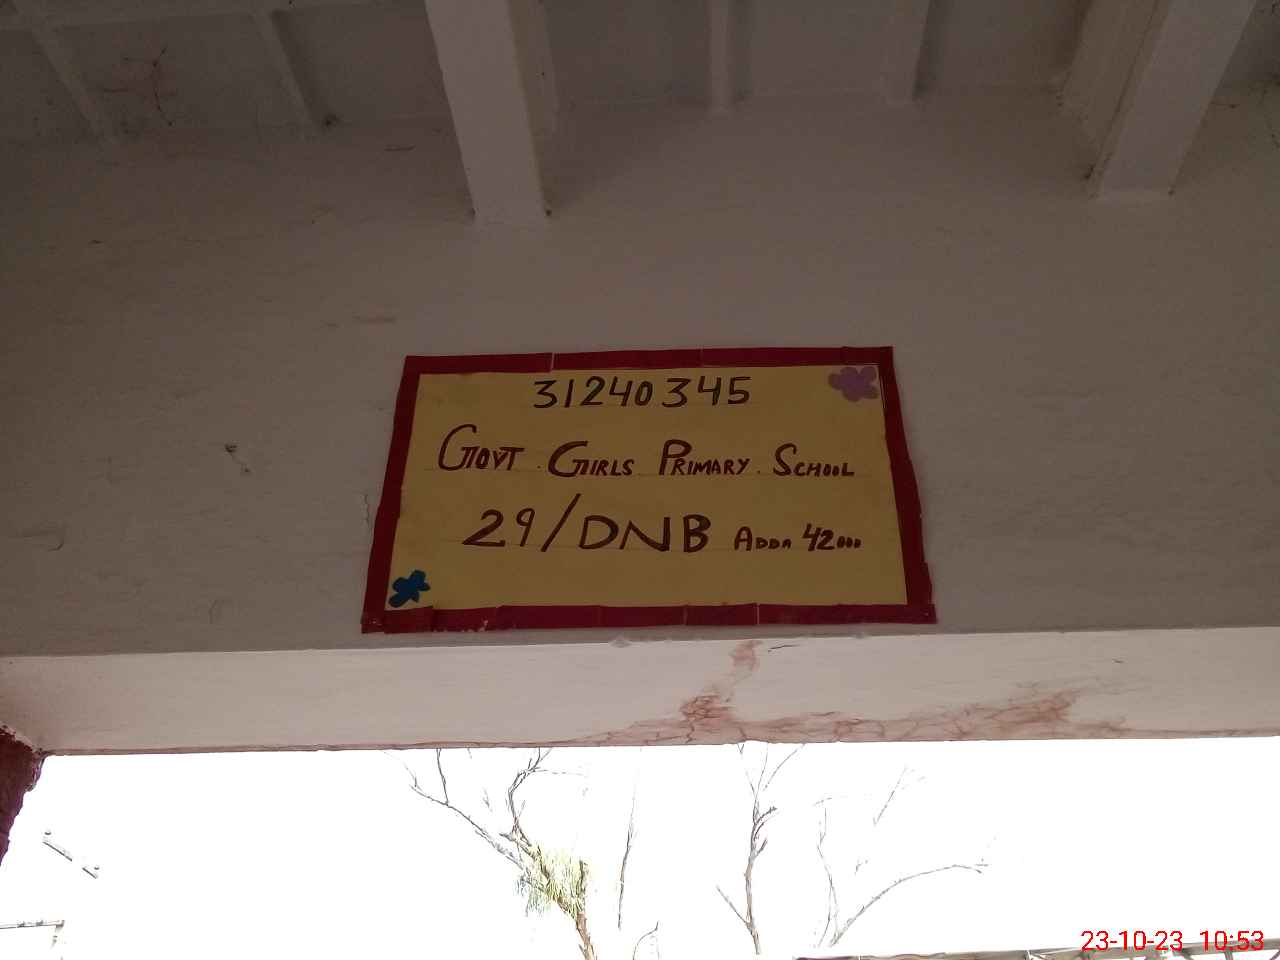 31240345
GOVT. GIRLS PRIMARY. SCHOOL
29/DNB ADDA 42000
23-10-23 10:53